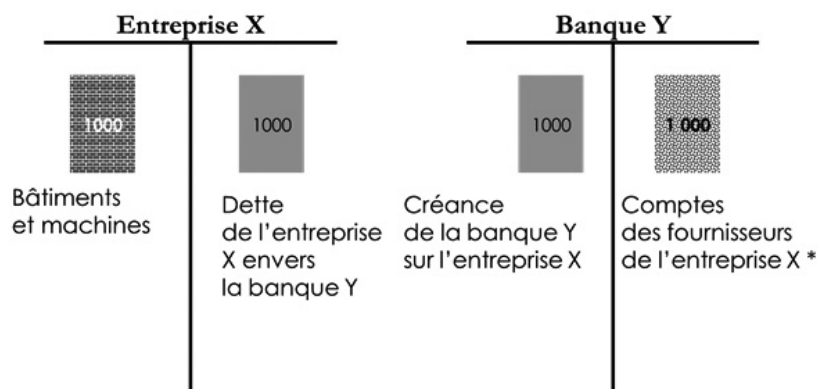 Entreprise X
Banque Y
1000
1000
1000
1 000
Bâtiments
et machines
Dette
de l'entreprise
X envers
la banque Y
Créance
de la banque Y
sur l'entreprise X
Comptes
des fournisseurs
de l'entreprise X *